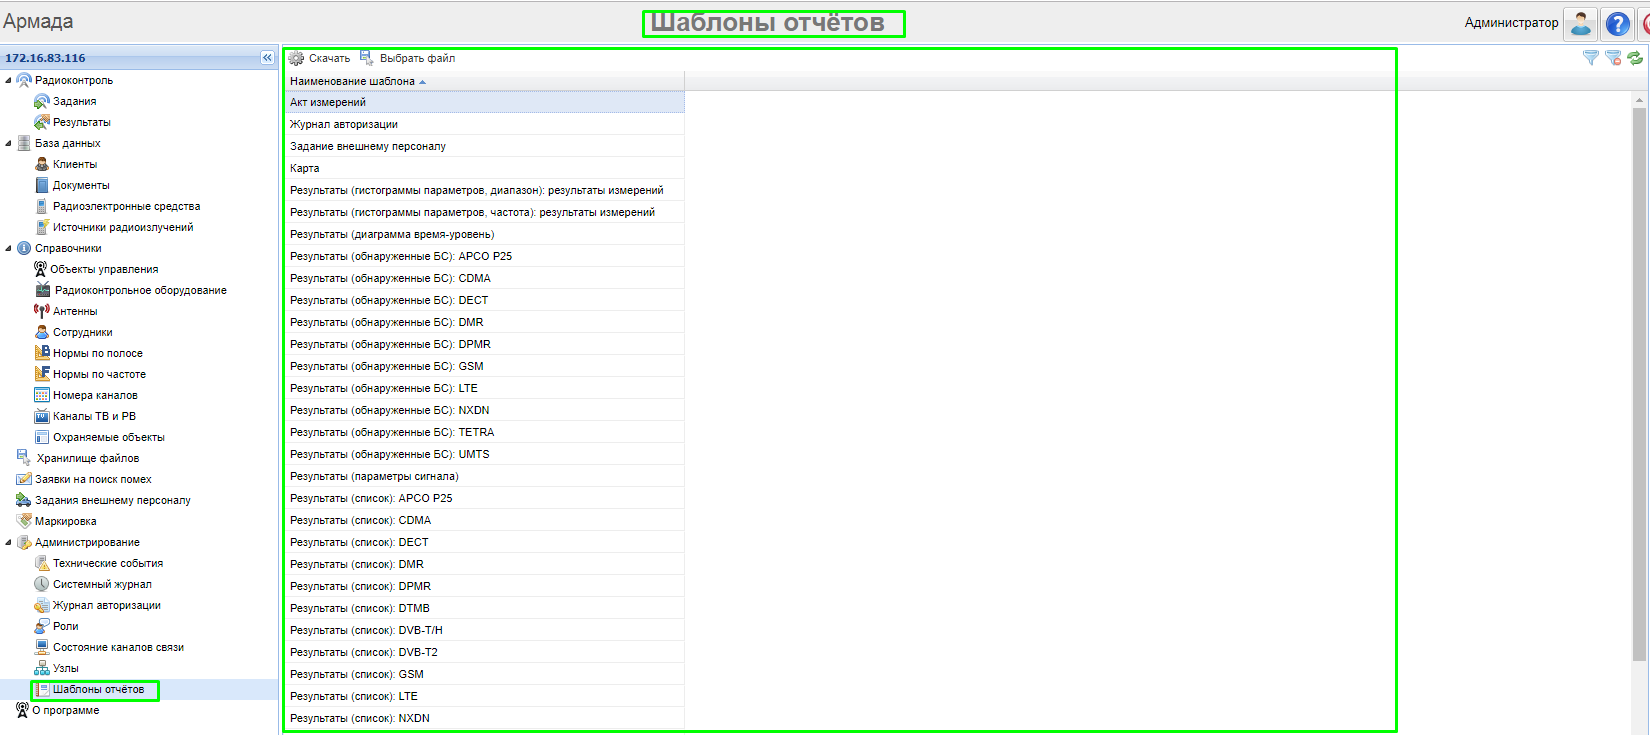 Армада
Шаблоны отчётов
Администратор
172.16.83.116
Радиоконтроль
Задания
Результаты
База данных
Клиенты
Документы
Радиоэлектронные средства
Источники радиоизлучений
Справочники
Объекты управления
Радиоконтрольное оборудование
Антенны
Сотрудники
Нормы по полосе
Нормы по частоте
Номера каналов
Каналы ТВ и РВ
Охраняемые объекты
Хранилище файлов
Заявки на поиск помех
Задания внешнему персоналу
Маркировка
Администрирование
Технические события
Системный журнал
Журнал авторизации
Роли
Состояние каналов связи
Узлы
Шаблоны отчётов
О программе
Скачать Выбрать файл
Наименование шаблона
Акт измерений
Журнал авторизации
Задание внешнему персоналу
Карта
Результаты (гистограммы параметров, диапазон): результаты измерений
Результаты (гистограммы параметров, частота): результаты измерений
Результаты (диаграмма время-уровень)
Результаты (обнаруженные БС): APCO P25
Результаты (обнаруженные БС): CDMA
Результаты (обнаруженные БС): DECT
Результаты (обнаруженные БС): DMR
Результаты (обнаруженные БС): DPMR
Результаты (обнаруженные БС): GSM
Результаты (обнаруженные БС): LTE
Результаты (обнаруженные БС): NXDN
Результаты (обнаруженные БС): TETRA
Результаты (обнаруженные БС): UMTS
Результаты (параметры сигнала)
Результаты (список): APCO P25
Результаты (список): CDMA
Результаты (список): DECT
Результаты (список): DMR
Результаты (список): DPMR
Результаты (список): DTMB
Результаты (список): DVB-T/H
Результаты (список): DVB-T2
Результаты (список): GSM
Результаты (список): LTE
Результаты (список): NXDN